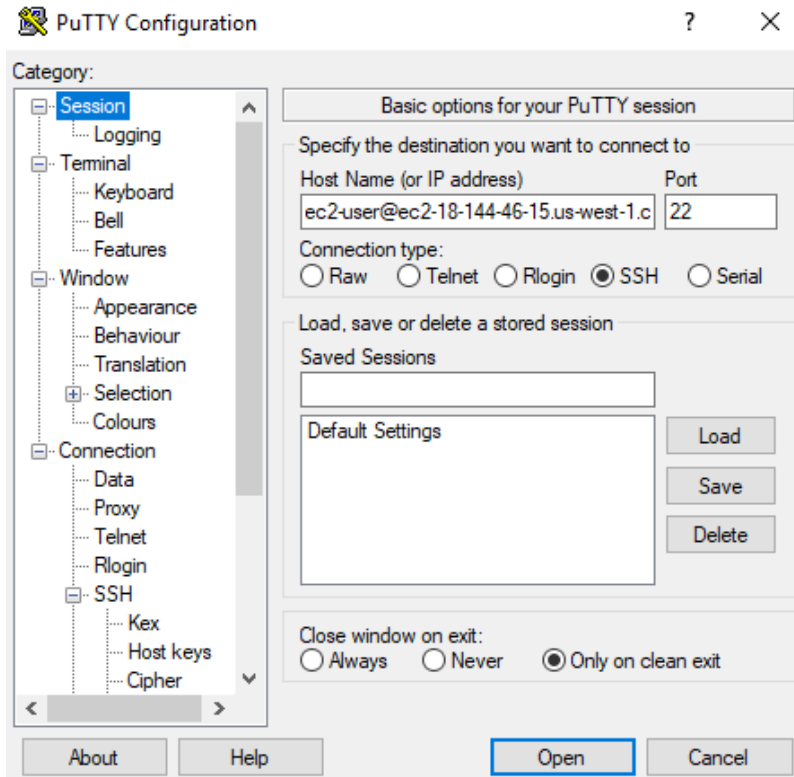 PuTTY Configuration
?
Category:
Session
Logging
Terminal
Keyboard
Bell
Features
Window
Appearance
Behaviour
Translation
Selection
Colours
Connection
Data
Proxy
Telnet
Rlogin
SSH
Kex
Host keys
Cipher
Basic options for your PuTTY session
Specify the destination you want to connect to
Host Name (or IP address) Port
ec2-user@ec2-18-144-46-15.us-west-1.c 22
Connection type:
Raw Telnet Rlogin SSH Serial
Load, save or delete a stored session
Saved Sessions
Default Settings
Load
Save
Delete
Close window on exit:
Always Never Only on clean exit
About Help Open Cancel